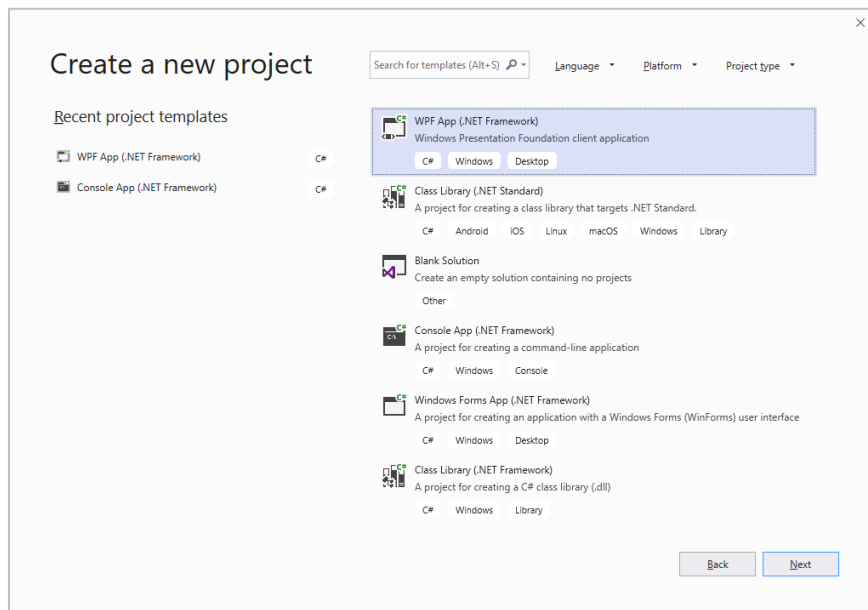 Create a new project
Search for templates (Alt+S)
Language
Platform
Project type
Recent project templates
WPF App (.NET Framework) C#
Console App (.NET Framework) C#
WPF App (.NET Framework)
Windows Presentation Foundation client application
C# Windows Desktop
Class Library (.NET Standard)
A project for creating a class library that targets .NET Standard.
C# Android iOS Linux macOS Windows Library
Blank Solution
Create an empty solution containing no projects
Other
Console App (.NET Framework)
A project for creating a command-line application
C# Windows Console
Windows Forms App (.NET Framework)
A project for creating an application with a Windows Forms (WinForms) user interface
C# Windows Desktop
Class Library (.NET Framework)
A project for creating a C# class library (.dll)
C# Windows Library
Back Next